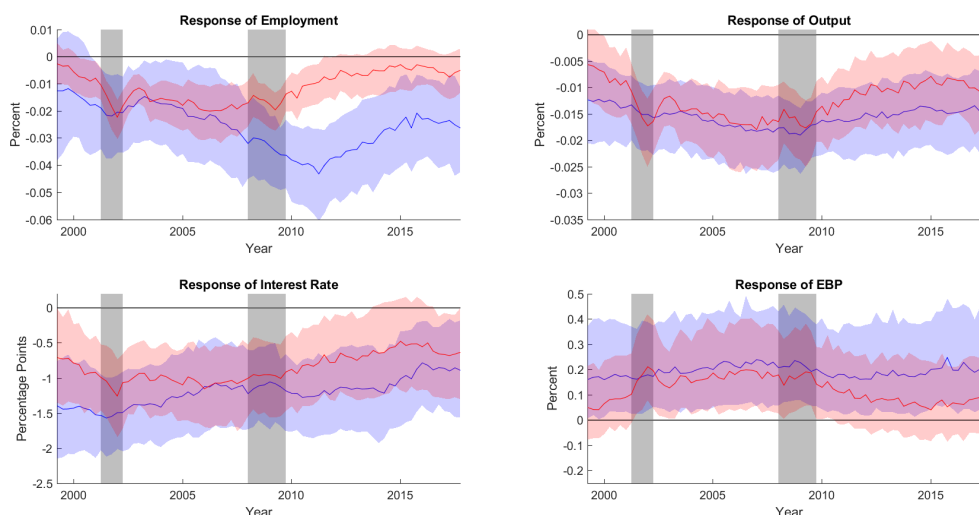 Response of Employment
0.01
0
-0.01
-0.02
-0.03
-0.04
-0.05
-0.06
Percent
2000 2005 2010 2015
Year
Response of Output
0
-0.005
-0.01
-0.015
-0.02
-0.025
-0.03
-0.035
Percent
2000 2005 2010 2015
Year
Response of Interest Rate
0
-0.5
-1
-1.5
-2
-2.5
Percentage Points
2000 2005 2010 2015
Year
Response of EBP
0.5
0.4
0.3
0.2
0.1
0
-0.1
-0.2
Percent
2000 2005 2010 2015
Year